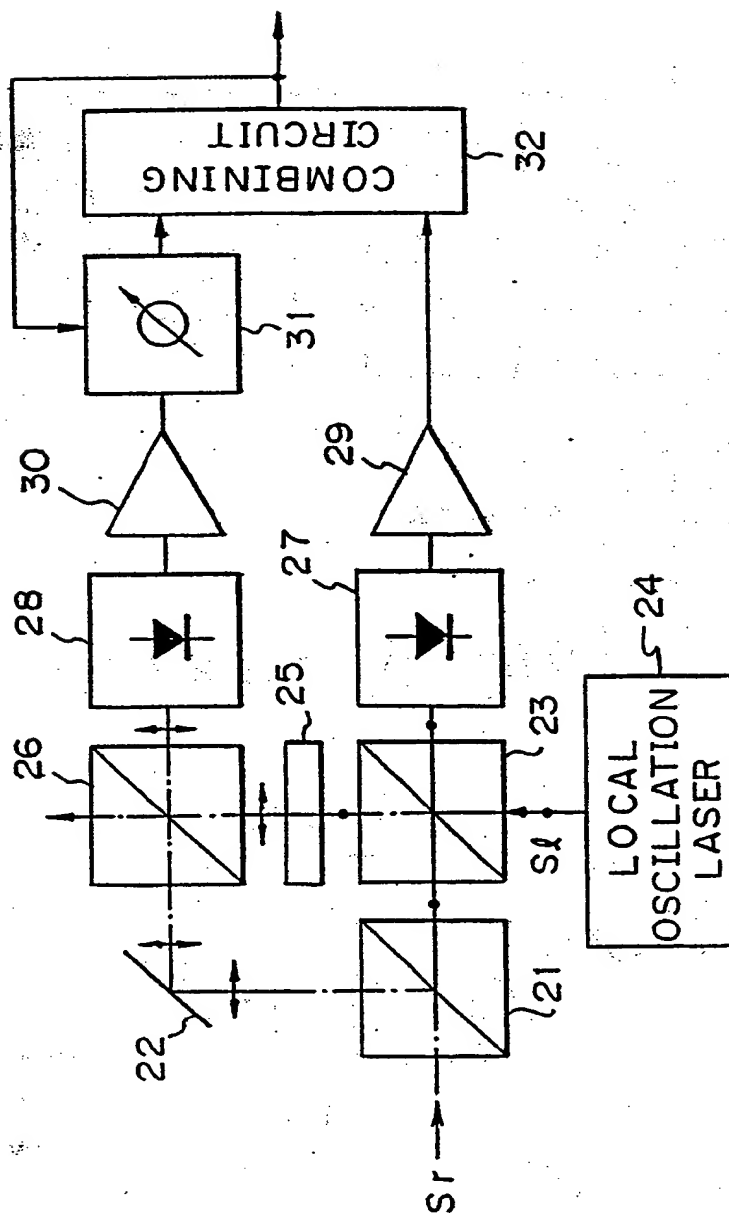 COMBINING
CIRCUIT
32
31
30
29
28
27
26
25
24
23
22
21
LOCAL
OSCILLATION
LASER
Sℓ
Sr